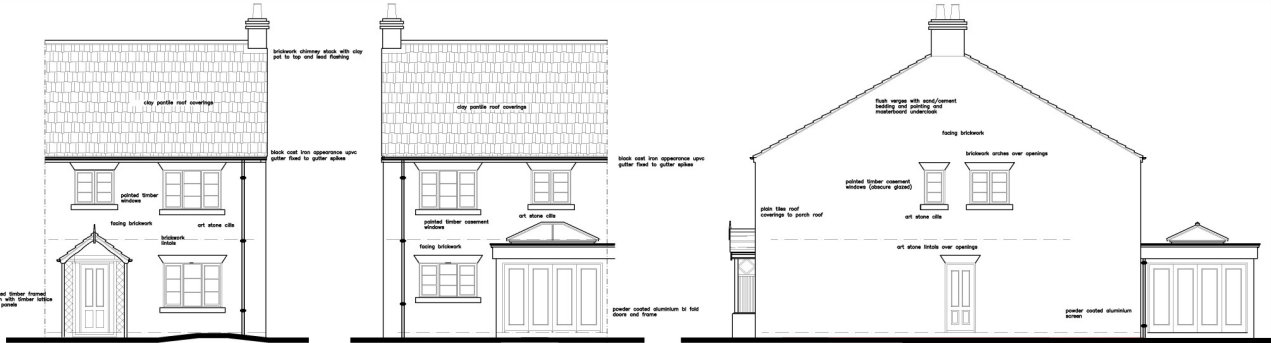 brickwork chimney stack with clay
pot to top and lead flashing
clay pantile roof coverings
black cast iron appearance upvc
gutter fixed to gutter spikes
painted timber
windows
facing brickwork
art stone cills
brickwork
lintols
ed timber framed
with timber lattice
panels
clay pantile roof coverings
black cast iron appearance upvc
gutter fixed to gutter spikes
painted timber casement
windows
art stone cills
facing brickwork
powder coated aluminium bi fold
doors and frame
flush verges with sand/cement
bedding and pointing and
masterboard undercloak
facing brickwork
brickwork arches over openings
painted timber casement
windows (obscure glazed)
art stone cills
plain tiles roof
coverings to porch roof
art stone lintols over openings
powder coated aluminium
screen